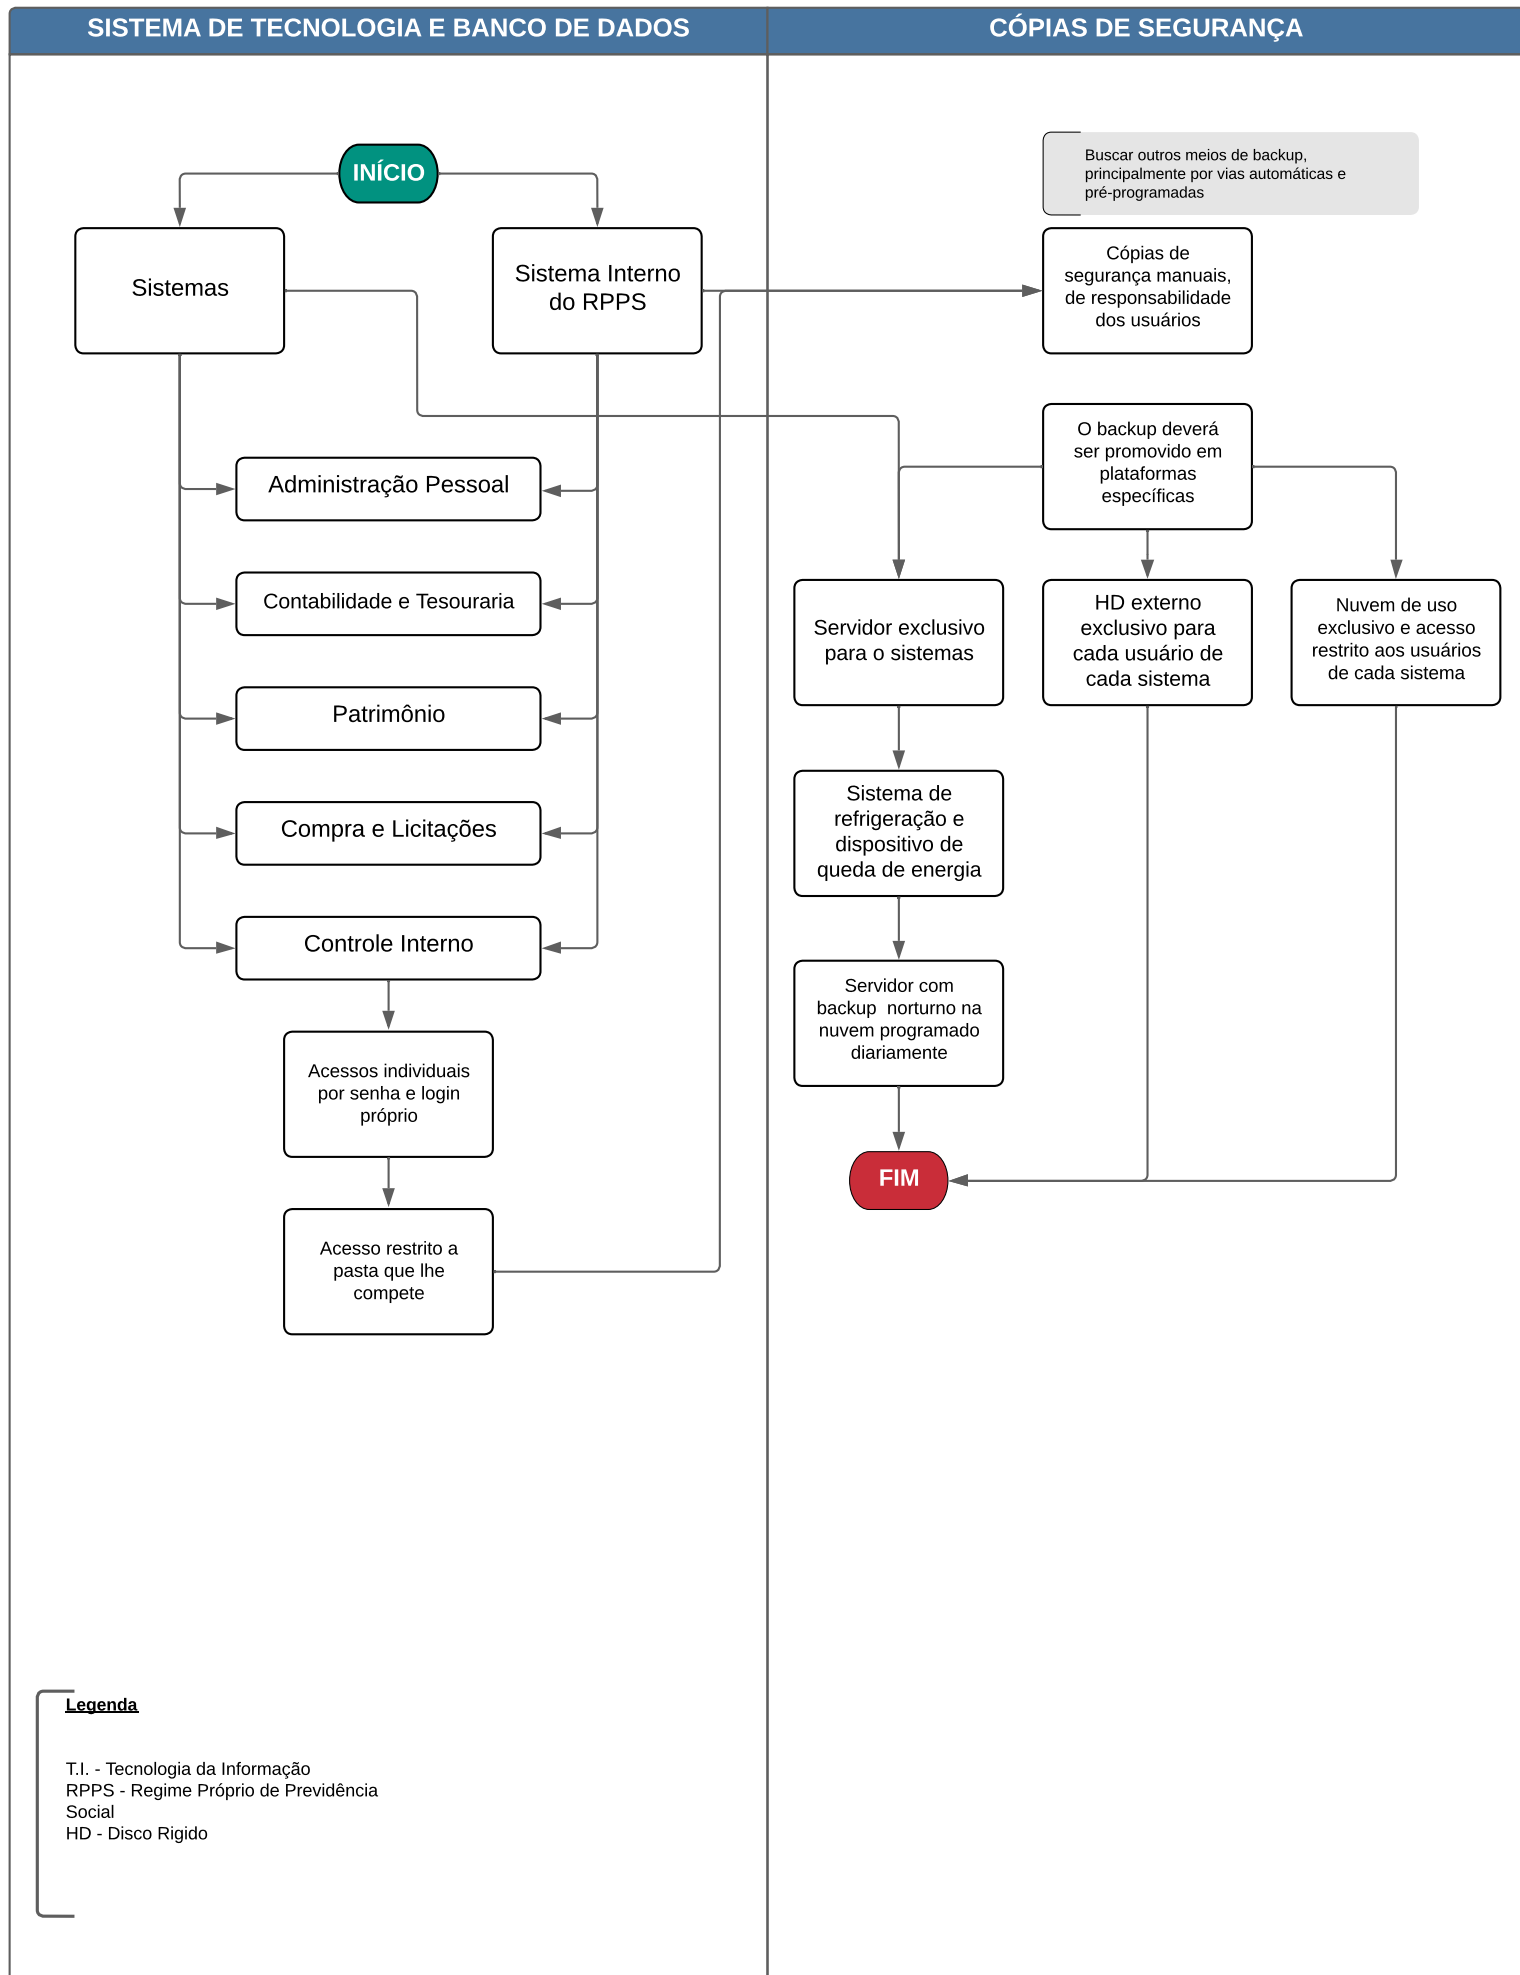 SISTEMA DE TECNOLOGIA E BANCO DE DADOS
CÓPIAS DE SEGURANÇA
INÍCIO
Sistemas
Sistema Interno
do RPPS
Administração Pessoal
Contabilidade e Tesouraria
Patrimônio
Compra e Licitações
Controle Interno
Acessos individuais
por senha e login
próprio
Acesso restrito a
pasta que lhe
compete
Buscar outros meios de backup,
principalmente por vias automáticas e
pré-programadas
Cópias de
segurança manuais,
de responsabilidade
dos usuários
O backup deverá
ser promovido em
plataformas
específicas
Servidor exclusivo
para o sistemas
HD externo
exclusivo para
cada usuário de
cada sistema
Nuvem de uso
exclusivo e acesso
restrito aos usuários
de cada sistema
Sistema de
refrigeração e
dispositivo de
queda de energia
Servidor com
backup  norturno na
nuvem programado
diariamente
FIM
Legenda
T.I. - Tecnologia da Informação
RPPS - Regime Próprio de Previdência
Social
HD - Disco Rigido